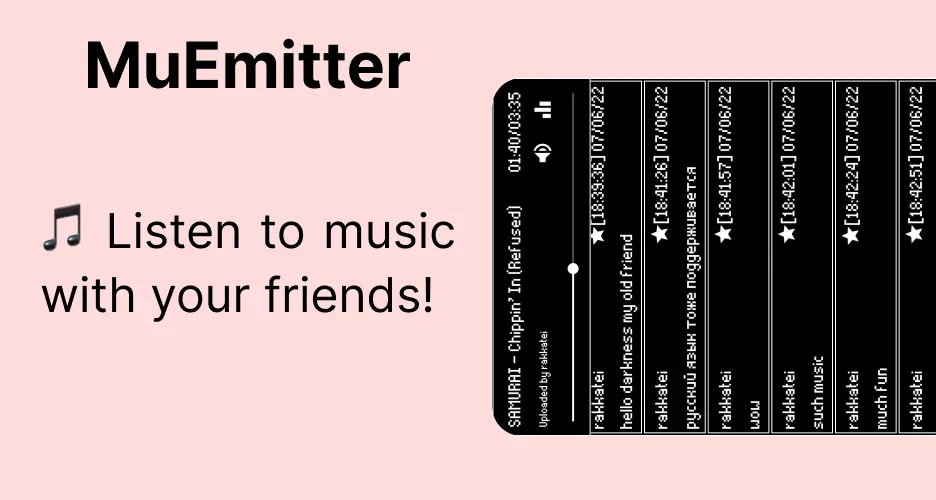 MuEmitter
🎵 Listen to music
with your friends!
SAMURAI - Chippin' In (Refused) 01:40/03:35
Uploaded by rakkatei
rakkatei ★ [18:39:36] 07/06/22
hello darkness my old friend
rakkatei ★ [18:41:26] 07/06/22
русский язык тоже поддерживается
rakkatei ★ [18:41:57] 07/06/22
wow
rakkatei ★ [18:42:01] 07/06/22
such music
rakkatei ★ [18:42:24] 07/06/22
much fun
rakkatei ★ [18:42:51] 07/06/22